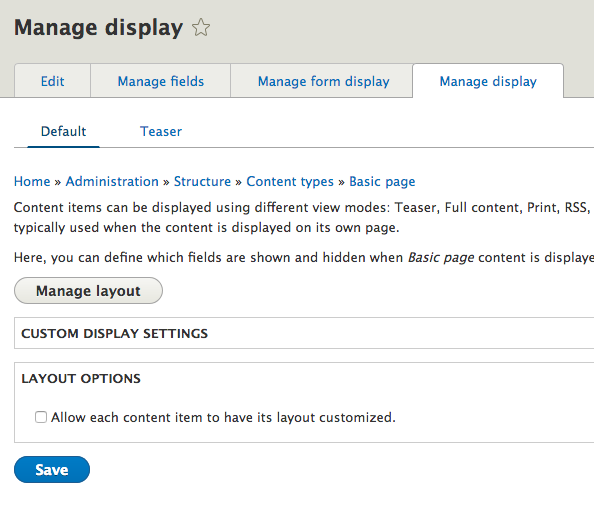 Manage display
Edit Manage fields Manage form display Manage display
Default Teaser
Home » Administration » Structure » Content types » Basic page
Content items can be displayed using different view modes: Teaser, Full content, Print, RSS,
typically used when the content is displayed on its own page.
Here, you can define which fields are shown and hidden when Basic page content is displaye
Manage layout
CUSTOM DISPLAY SETTINGS
LAYOUT OPTIONS
Allow each content item to have its layout customized.
Save